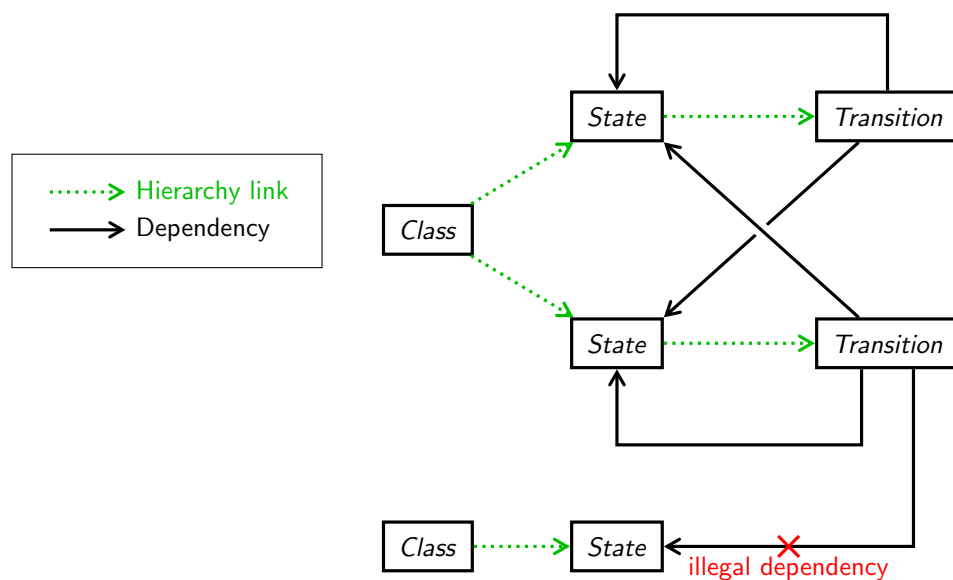 State
Transition
Hierarchy link
Dependency
Class
State
Transition
Class
State
illegal dependency